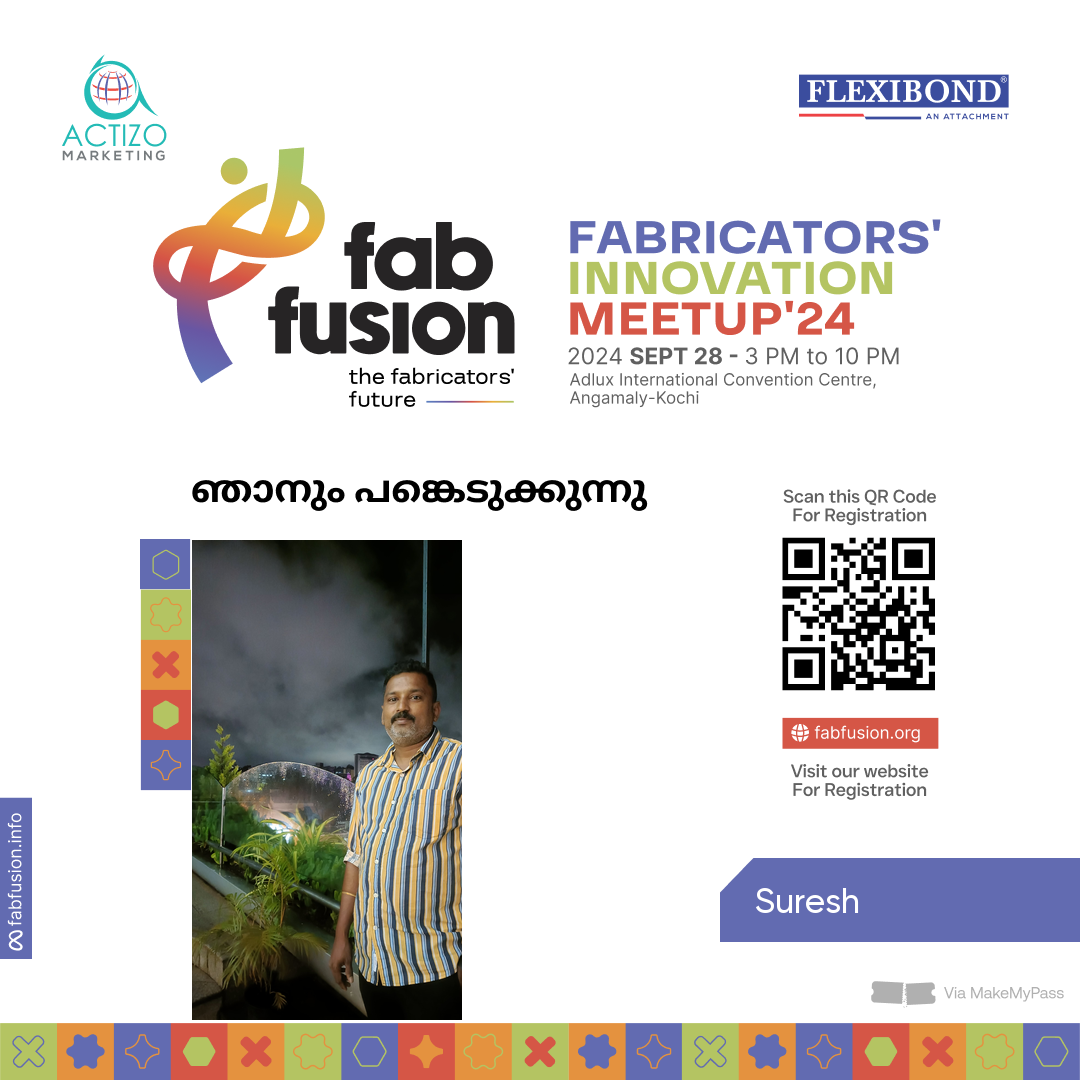 ACTIZO
MARKETING
FLEXIBOND®
AN ATTACHMENT
fab
fusion
the fabricators'
future
FABRICATORS'
INNOVATION
MEETUP'24
2024 SEPT 28 - 3 PM to 10 PM
Adlux International Convention Centre,
Angamaly-Kochi
ഞാനും പങ്കെടുക്കുന്നു
Scan this QR Code
For Registration
fabfusion.org
Visit our website
For Registration
fabfusion.info
Suresh
Via MakeMyPass